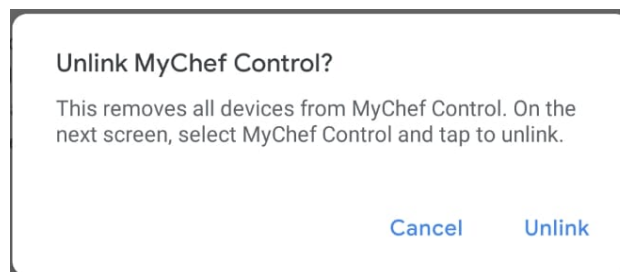 Unlink MyChef Control?
This removes all devices from MyChef Control. On the
next screen, select MyChef Control and tap to unlink.
Cancel Unlink